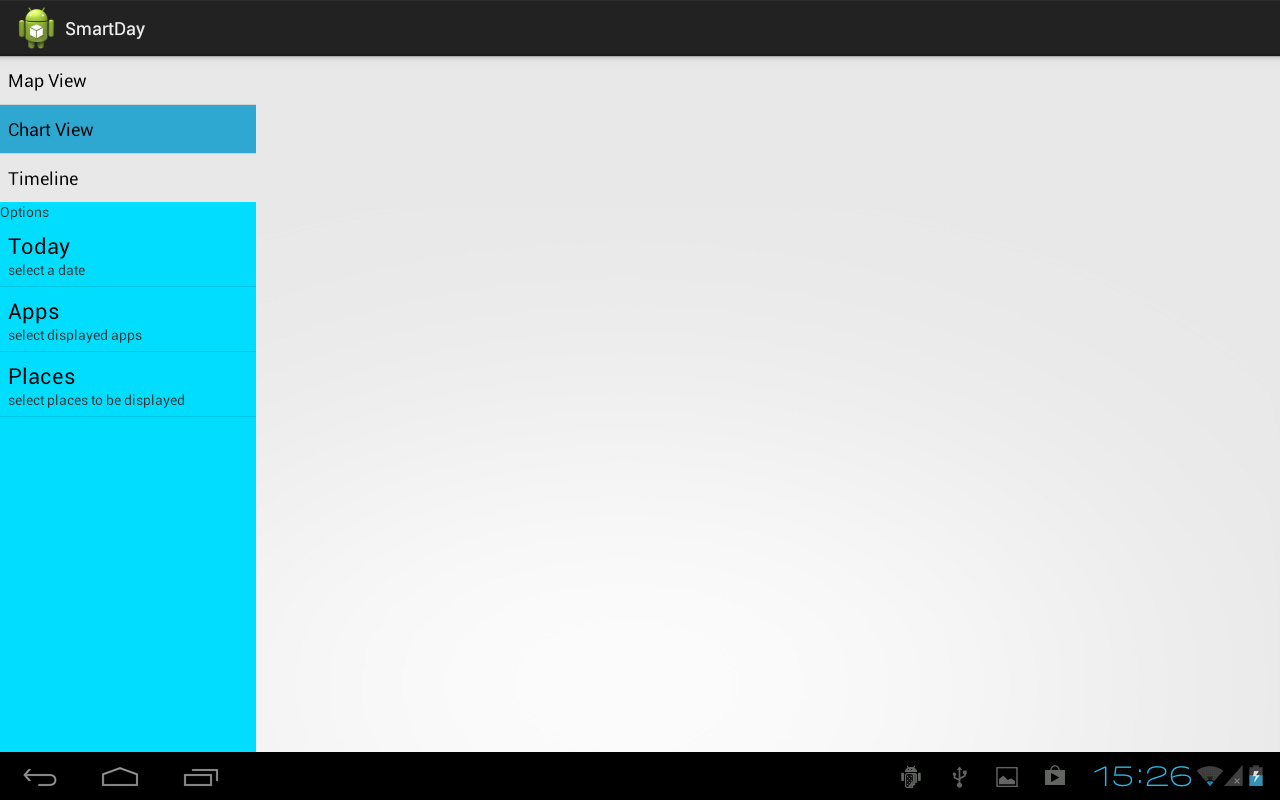 SmartDay
Map View
Chart View
Timeline
Options
Today
select a date
Apps
select displayed apps
Places
select places to be displayed
15:26